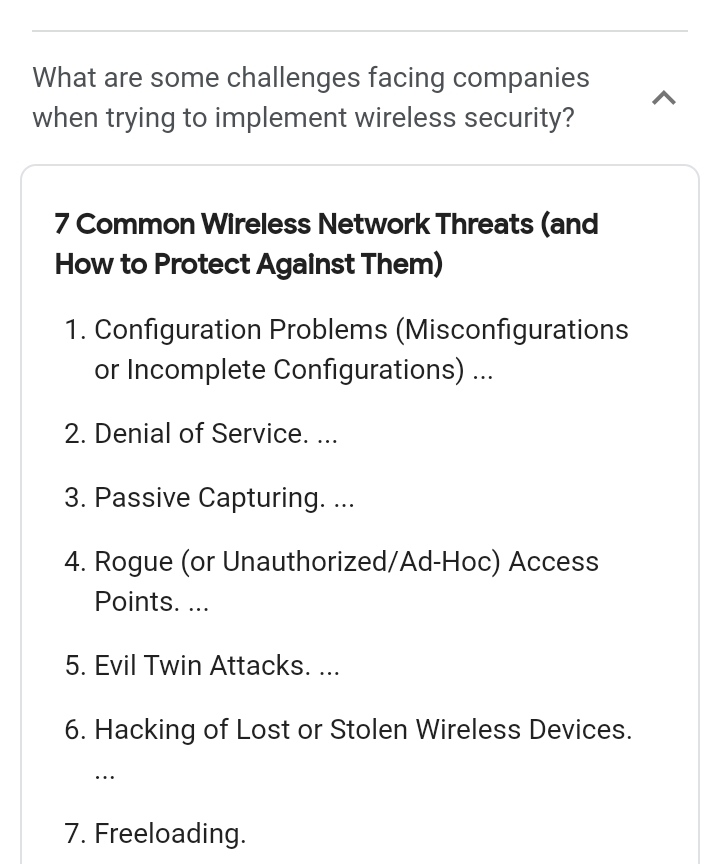 What are some challenges facing companies
when trying to implement wireless security?
7 Common Wireless Network Threats (and
How to Protect Against Them)
1. Configuration Problems (Misconfigurations
or Incomplete Configurations) ...
2. Denial of Service. ...
3. Passive Capturing. ...
4. Rogue (or Unauthorized/Ad-Hoc) Access
Points. ...
5. Evil Twin Attacks. ...
6. Hacking of Lost or Stolen Wireless Devices.
...
7. Freeloading.